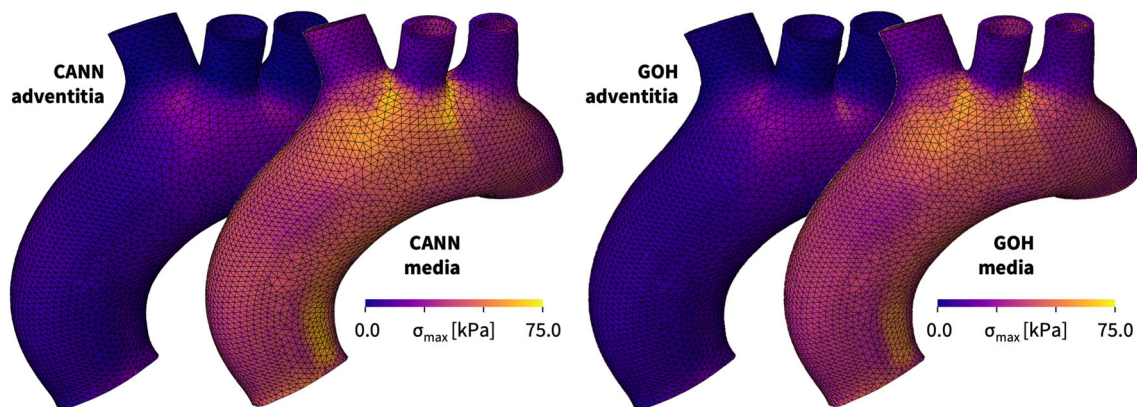 CANN
adventitia
CANN
media
0.0 σmax [kPa] 75.0
GOH
adventitia
GOH
media
0.0 σmax [kPa] 75.0